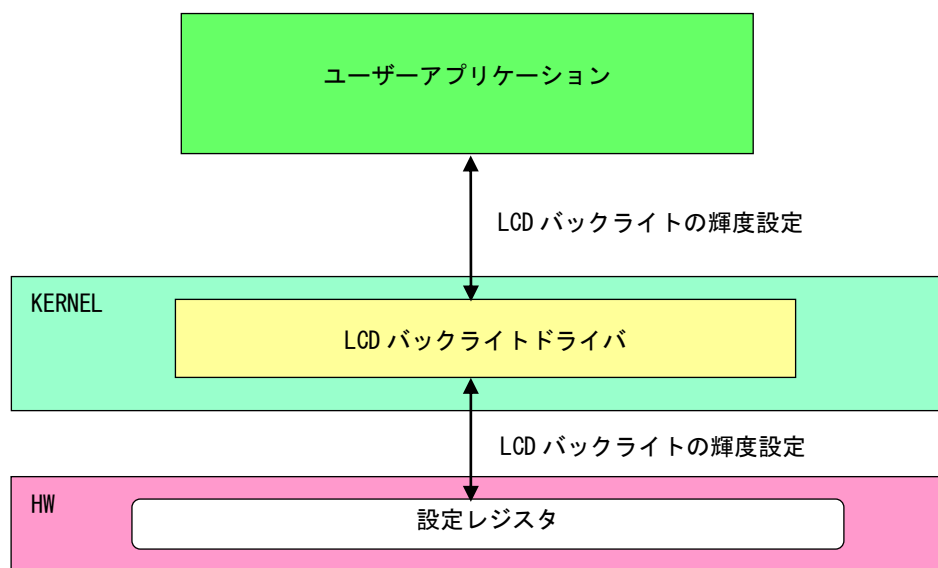 ユーザーアプリケーション
LCD バックライトの輝度設定
KERNEL
LCD バックライトドライバ
LCD バックライトの輝度設定
HW
設定レジスタ